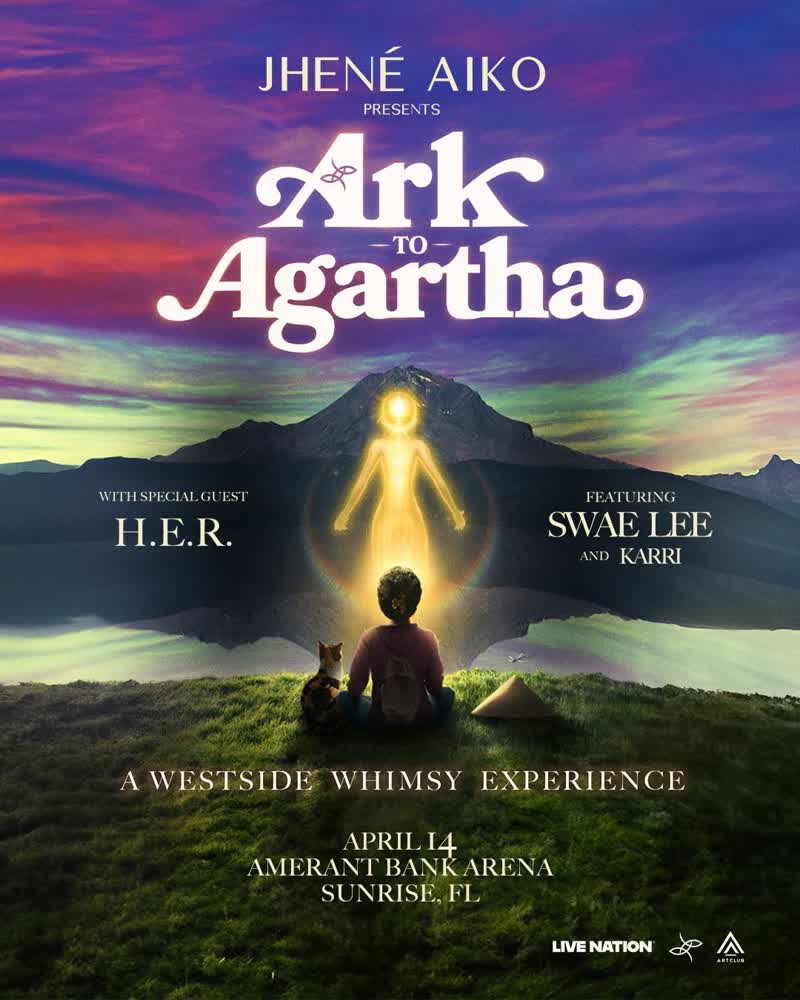 JHENÉ AIKO
PRESENTS
Ark
TO
Agartha
WITH SPECIAL GUEST
H.E.R.
FEATURING
SWAE LEE
AND KARRI
A WESTSIDE WHIMSY EXPERIENCE
APRIL 14
AMERANT BANK ARENA
SUNRISE, FL
LIVE NATION
ARTCLUB